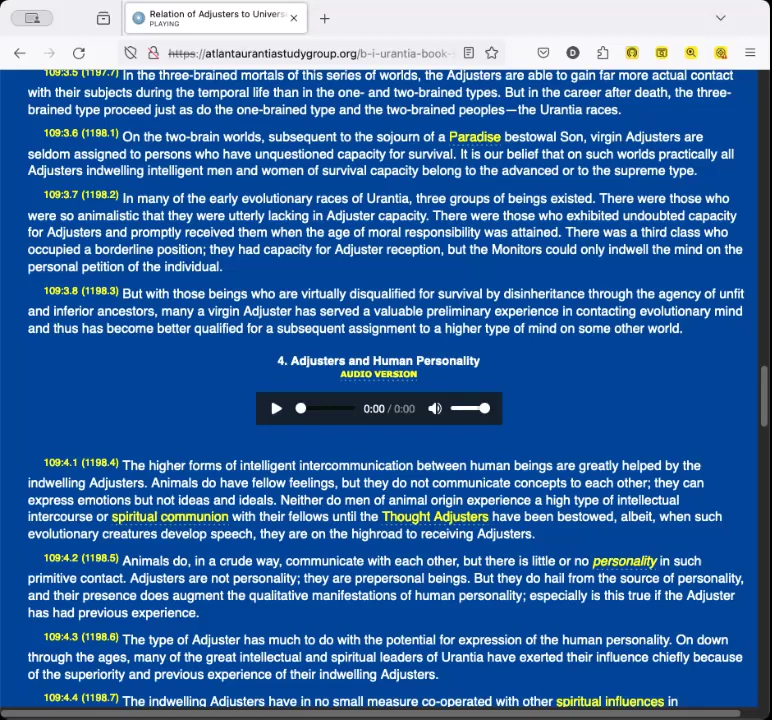 Relation of Adjusters to Univers
PLAYING
https://atlantaurantiastudygroup.org/b-i-urantia-book-
109:3.5 (1197.7) In the three-brained mortals of this series of worlds, the Adjusters are able to gain far more actual contact
with their subjects during the temporal life than in the one- and two-brained types. But in the career after death, the three-
brained type proceed just as do the one-brained type and the two-brained peoples—the Urantia races.
109:3.6 (1198.1) On the two-brain worlds, subsequent to the sojourn of a Paradise bestowal Son, virgin Adjusters are
seldom assigned to persons who have unquestioned capacity for survival. It is our belief that on such worlds practically all
Adjusters indwelling intelligent men and women of survival capacity belong to the advanced or to the supreme type.
109:3.7 (1198.2) In many of the early evolutionary races of Urantia, three groups of beings existed. There were those who
were so animalistic that they were utterly lacking in Adjuster capacity. There were those who exhibited undoubted capacity
for Adjusters and promptly received them when the age of moral responsibility was attained. There was a third class who
occupied a borderline position; they had capacity for Adjuster reception, but the Monitors could only indwell the mind on the
personal petition of the individual.
109:3.8 (1198.3) But with those beings who are virtually disqualified for survival by disinheritance through the agency of unfit
and inferior ancestors, many a virgin Adjuster has served a valuable preliminary experience in contacting evolutionary mind
and thus has become better qualified for a subsequent assignment to a higher type of mind on some other world.
4. Adjusters and Human Personality
AUDIO VERSION
0:00 / 0:00
109:4.1 (1198.4) The higher forms of intelligent intercommunication between human beings are greatly helped by the
indwelling Adjusters. Animals do have fellow feelings, but they do not communicate concepts to each other; they can
express emotions but not ideas and ideals. Neither do men of animal origin experience a high type of intellectual
intercourse or spiritual communion with their fellows until the Thought Adjusters have been bestowed, albeit, when such
evolutionary creatures develop speech, they are on the highroad to receiving Adjusters.
109:4.2 (1198.5) Animals do, in a crude way, communicate with each other, but there is little or no personality in such
primitive contact. Adjusters are not personality; they are prepersonal beings. But they do hail from the source of personality,
and their presence does augment the qualitative manifestations of human personality; especially is this true if the Adjuster
has had previous experience.
109:4.3 (1198.6) The type of Adjuster has much to do with the potential for expression of the human personality. On down
through the ages, many of the great intellectual and spiritual leaders of Urantia have exerted their influence chiefly because
of the superiority and previous experience of their indwelling Adjusters.
109:4.4 (1198.7) The indwelling Adjusters have in no small measure co-operated with other spiritual influences in